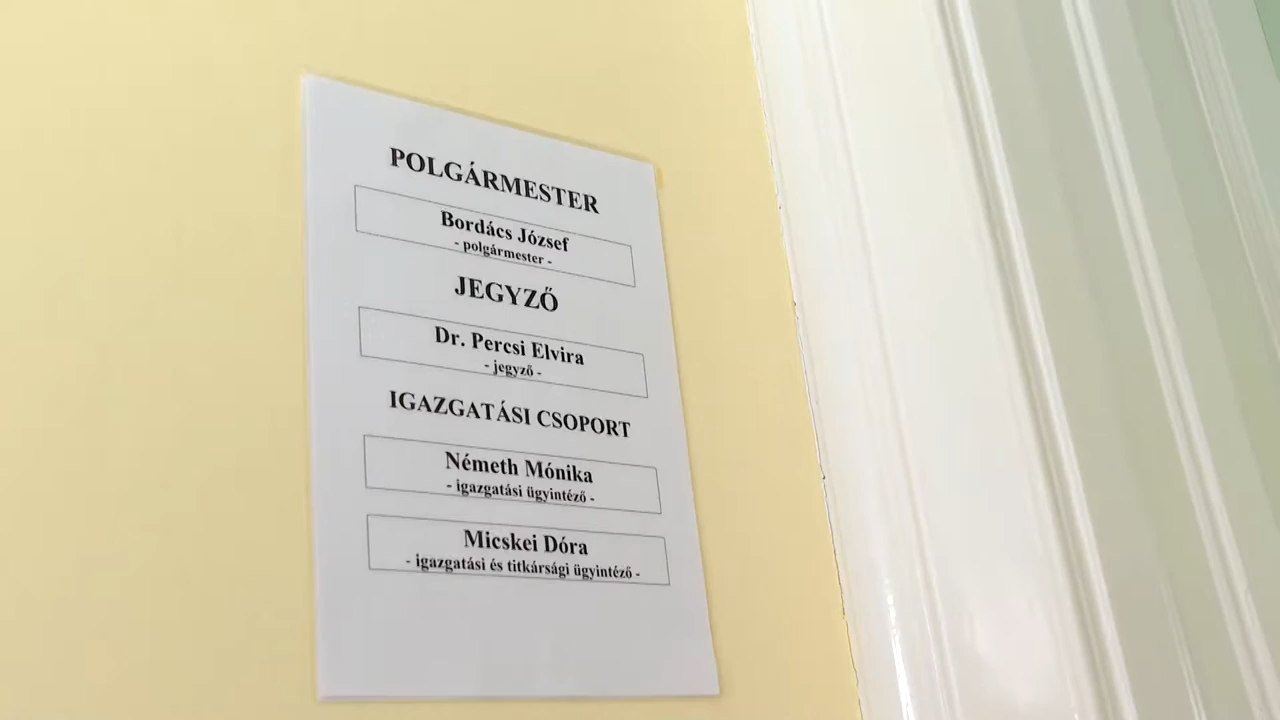 POLGÁRMESTER
Bordács József
- polgármester -
JEGYZŐ
Dr. Percsi Elvira
- jegyző -
IGAZGATÁSI CSOPORT
Németh Mónika
- igazgatási ügyintéző -
Micskei Dóra
- igazgatási és titkársági ügyintéző -